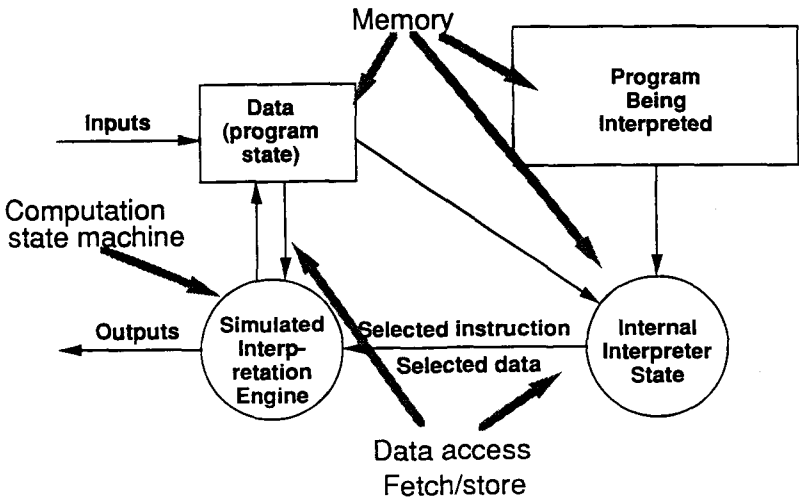 Memory
Data
(program
state)
Program
Being
Interpreted
Inputs
Computation
state machine
Outputs
Simulated
Interp-
retation
Engine
Selected instruction
Selected data
Internal
Interpreter
State
Data access
Fetch/store